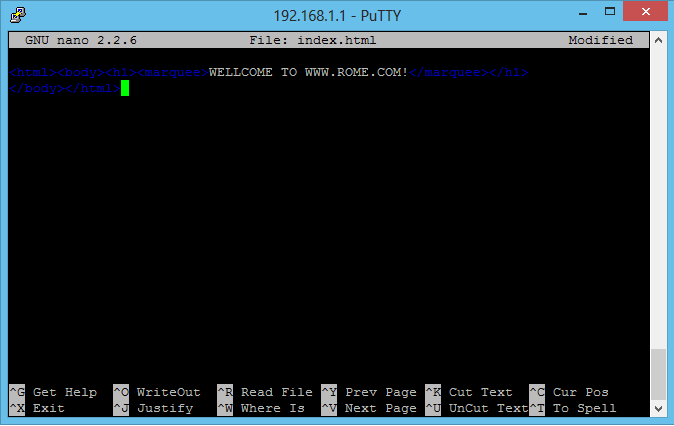 192.168.1.1 - PuTTY
GNU nano 2.2.6 File: index.html Modified
<html><body><h1><marquee>WELLCOME TO WWW.ROME.COM!</marquee></h1>
</body></html>
^G Get Help ^O WriteOut ^R Read File ^Y Prev Page ^K Cut Text ^C Cur Pos
^X Exit ^J Justify ^W Where Is ^V Next Page ^U UnCut Text ^T To Spell